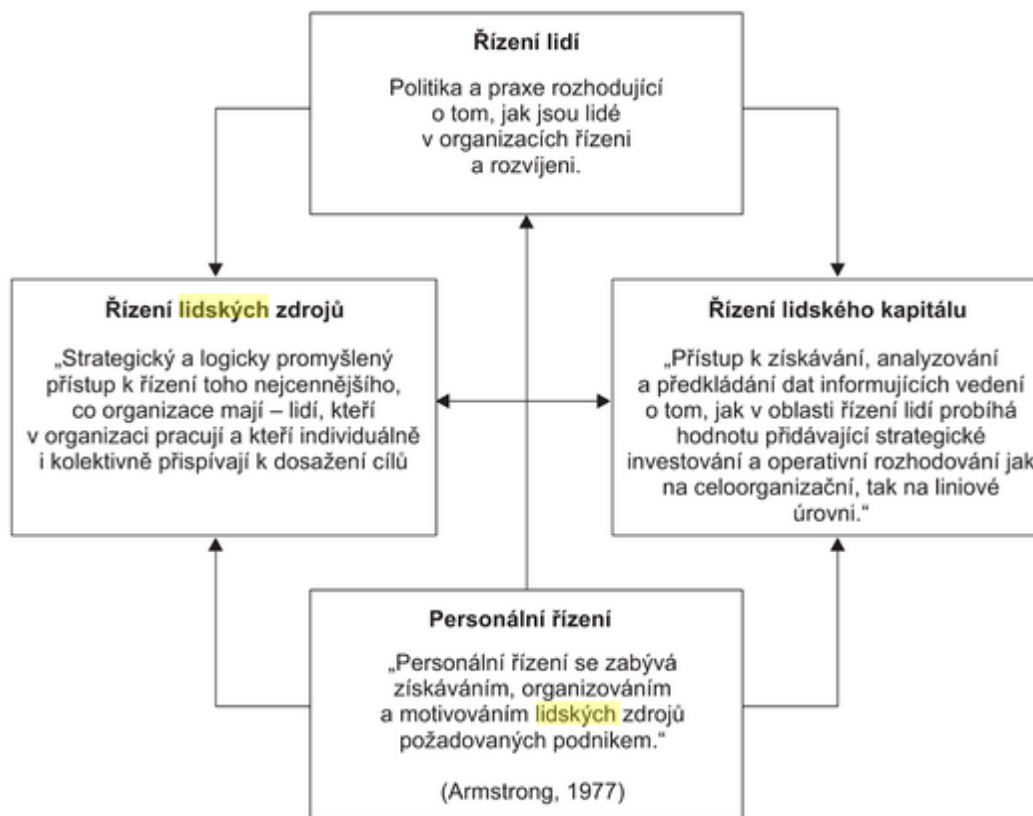 Řízení lidí
Politika a praxe rozhodující
o tom, jak jsou lidé
v organizacích řízeni
a rozvíjeni.
Řízení lidských zdrojů
„Strategický a logicky promyšlený
přístup k řízení toho nejcennějšího,
co organizace mají – lidí, kteří
v organizaci pracují a kteří individuálně
i kolektivně přispívají k dosažení cílů
Řízení lidského kapitálu
„Přístup k získávání, analyzování
a předkládání dat informujících vedení
o tom, jak v oblasti řízení lidí probíhá
hodnotu přidávající strategické
investování a operativní rozhodování jak
na celoorganizační, tak na liniové
úrovni.“
Personální řízení
„Personální řízení se zabývá
získáváním, organizováním
a motivováním lidských zdrojů
požadovaných podnikem.“
(Armstrong, 1977)